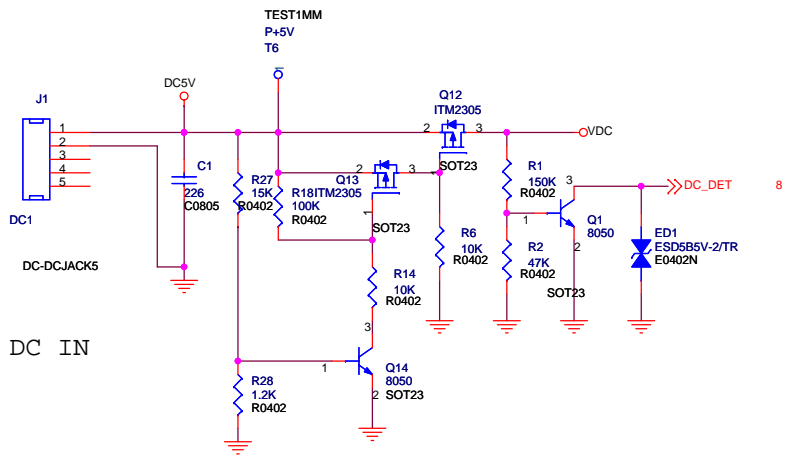 TEST1MM
P+5V
T6
DC5V
J1
1
2
3
4
5
DC1
DC-DCJACK5
DC IN
C1
226
C0805
R27
15K
R0402
R18
100K
R0402
Q13
ITM2305
2
3
1
SOT23
Q12
ITM2305
2
3
SOT23
VDC
R1
150K
R0402
R2
47K
R0402
R6
10K
R0402
R14
10K
R0402
3
1
2
Q14
8050
SOT23
R28
1.2K
R0402
3
1
2
Q1
8050
SOT23
DC_DET
8
ED1
ESD5B5V-2/TR
E0402N